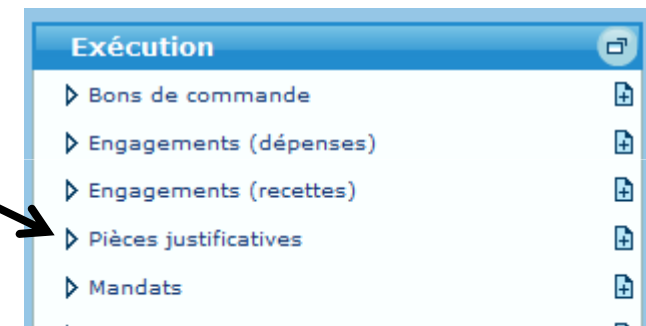 Exécution
Bons de commande
Engagements (dépenses)
Engagements (recettes)
Pièces justificatives
Mandats